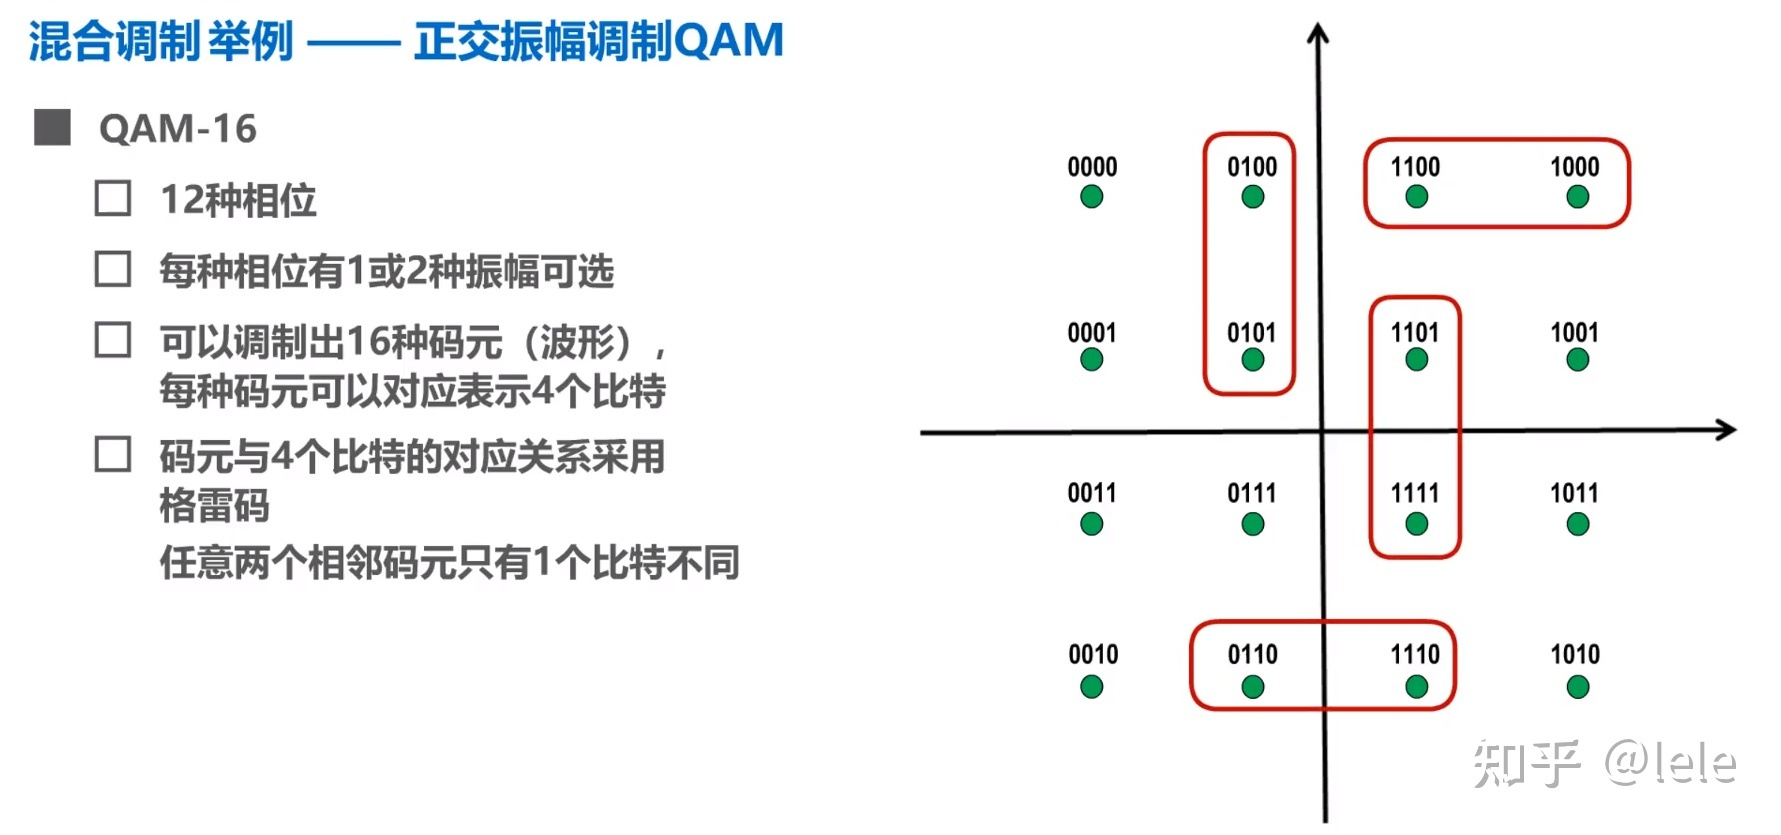 混合调制 举例 —— 正交振幅调制QAM
QAM-16
12种相位
每种相位有1或2种振幅可选
可以调制出16种码元（波形），
每种码元可以对应表示4个比特
码元与4个比特的对应关系采用
格雷码
任意两个相邻码元只有1个比特不同
0000 0100 1100 1000
0001 0101 1101 1001
0011 0111 1111 1011
0010 0110 1110 1010
知乎 @lele